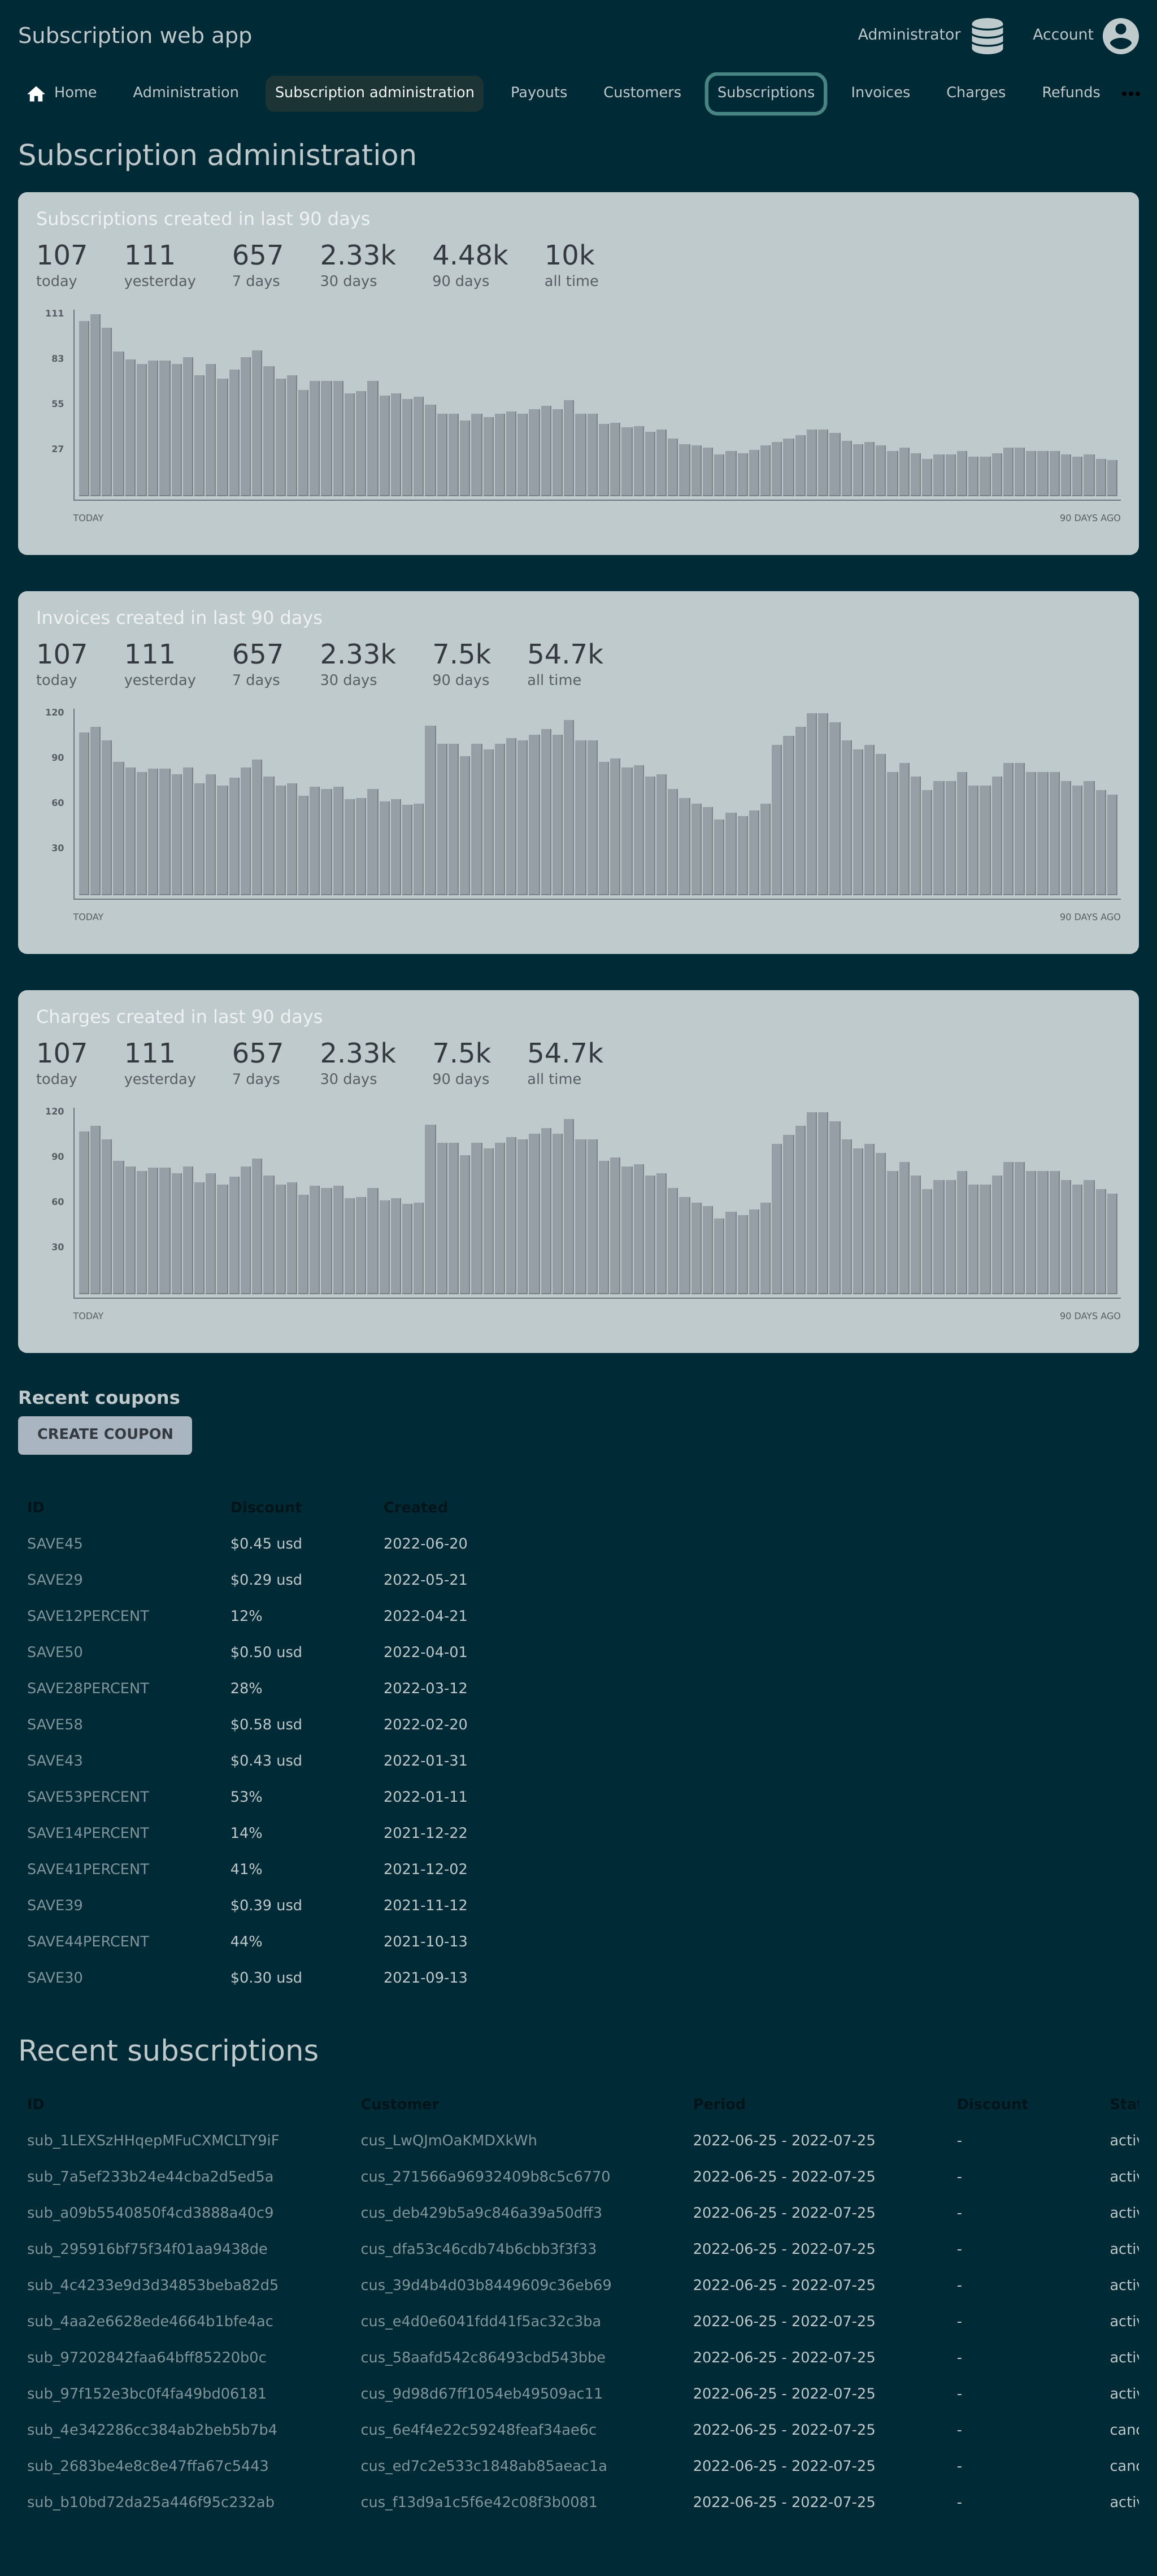 Subscription web app
Administrator
Account
Home Administration Subscription administration Payouts Customers Subscriptions Invoices Charges Refunds
Subscription administration
Subscriptions created in last 90 days
107 111 657 2.33k 4.48k 10k
today yesterday 7 days 30 days 90 days all time
111
83
55
27
TODAY 90 DAYS AGO
Invoices created in last 90 days
107 111 657 2.33k 7.5k 54.7k
today yesterday 7 days 30 days 90 days all time
120
90
60
30
TODAY 90 DAYS AGO
Charges created in last 90 days
107 111 657 2.33k 7.5k 54.7k
today yesterday 7 days 30 days 90 days all time
120
90
60
30
TODAY 90 DAYS AGO
Recent coupons
CREATE COUPON
ID Discount Created
SAVE45 $0.45 usd 2022-06-20
SAVE29 $0.29 usd 2022-05-21
SAVE12PERCENT 12% 2022-04-21
SAVE50 $0.50 usd 2022-04-01
SAVE28PERCENT 28% 2022-03-12
SAVE58 $0.58 usd 2022-02-20
SAVE43 $0.43 usd 2022-01-31
SAVE53PERCENT 53% 2022-01-11
SAVE14PERCENT 14% 2021-12-22
SAVE41PERCENT 41% 2021-12-02
SAVE39 $0.39 usd 2021-11-12
SAVE44PERCENT 44% 2021-10-13
SAVE30 $0.30 usd 2021-09-13
Recent subscriptions
ID Customer Period Discount
sub_1LEXSzHHqepMFuCXMCLTY9iF cus_LwQJmOaKMDXkWh 2022-06-25 - 2022-07-25 -
sub_7a5ef233b24e44cba2d5ed5a cus_271566a96932409b8c5c6770 2022-06-25 - 2022-07-25 -
sub_a09b5540850f4cd3888a40c9 cus_deb429b5a9c846a39a50dff3 2022-06-25 - 2022-07-25 -
sub_295916bf75f34f01aa9438de cus_dfa53c46cdb74b6cbb3f3f33 2022-06-25 - 2022-07-25 -
sub_4c4233e9d3d34853beba82d5 cus_39d4b4d03b8449609c36eb69 2022-06-25 - 2022-07-25 -
sub_4aa2e6628ede4664b1bfe4ac cus_e4d0e6041fdd41f5ac32c3ba 2022-06-25 - 2022-07-25 -
sub_97202842faa64bff85220b0c cus_58aafd542c86493cbd543bbe 2022-06-25 - 2022-07-25 -
sub_97f152e3bc0f4fa49bd06181 cus_9d98d67ff1054eb49509ac11 2022-06-25 - 2022-07-25 -
sub_4e342286cc384ab2beb5b7b4 cus_6e4f4e22c59248feaf34ae6c 2022-06-25 - 2022-07-25 -
sub_2683be4e8c8e47ffa67c5443 cus_ed7c2e533c1848ab85aeac1a 2022-06-25 - 2022-07-25 -
sub_b10bd72da25a446f95c232ab cus_f13d9a1c5f6e42c08f3b0081 2022-06-25 - 2022-07-25 -